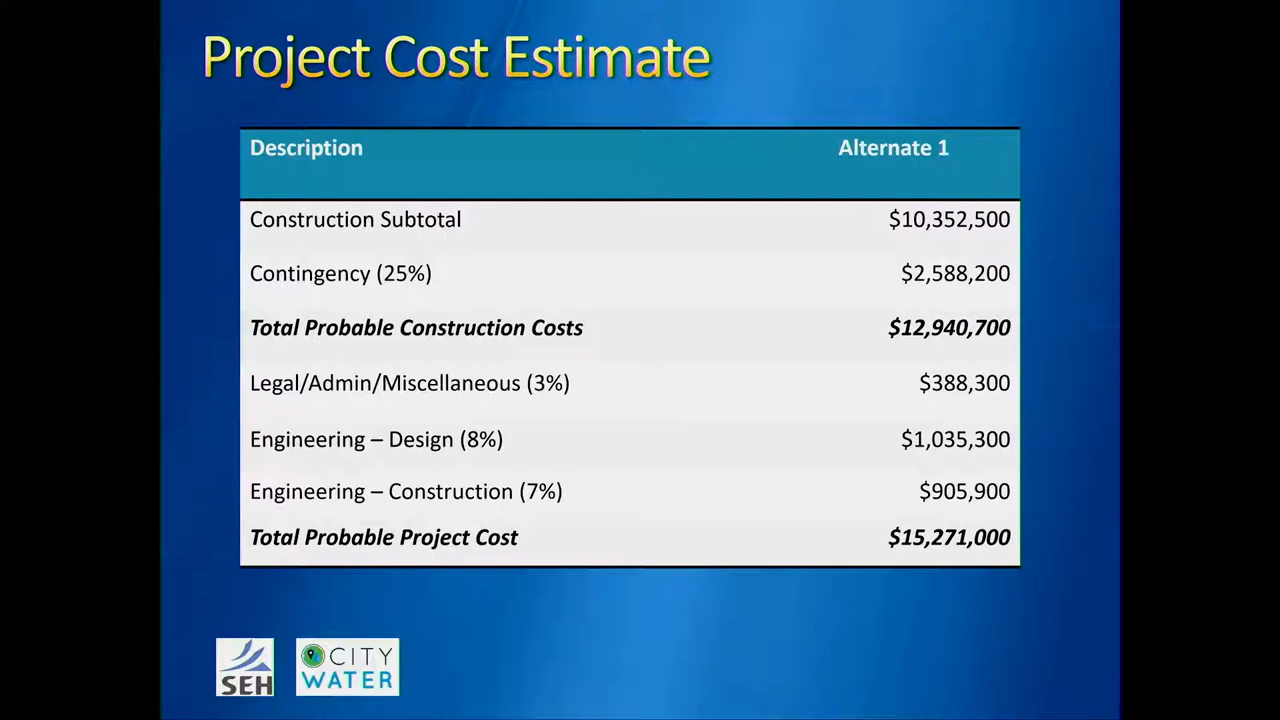 Project Cost Estimate
Description Alternate 1
Construction Subtotal $10,352,500
Contingency (25%) $2,588,200
Total Probable Construction Costs $12,940,700
Legal/Admin/Miscellaneous (3%) $388,300
Engineering – Design (8%) $1,035,300
Engineering – Construction (7%) $905,900
Total Probable Project Cost $15,271,000
SEH
CITY
WATER